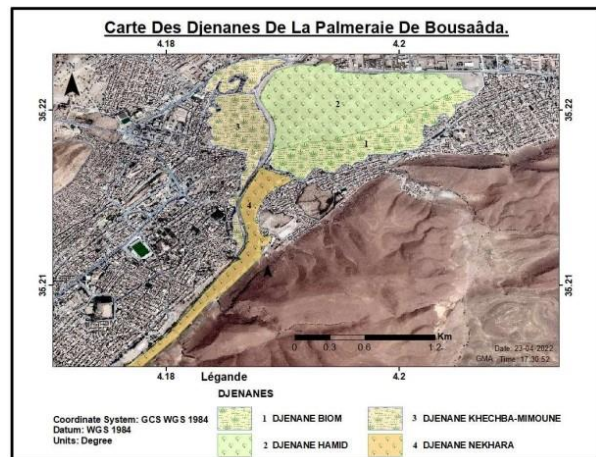 Carte Des Djenanes De La Palmeraie De Bousaâda.
4.18 4.2
35.22 35.22
2
3
1
4
35.21 35.21
Km
0 0.3 0.6 1.2
Date: 23-04-2022
GMA Time: 17:30:52
4.18 4.2
Légande
DJENANES
Coordinate System: GCS WGS 1984
Datum: WGS 1984
Units: Degree
1 DJENANE BIOM
2 DJENANE HAMID
3 DJENANE KHECHBA-MIMOUNE
4 DJENANE NEKHARA